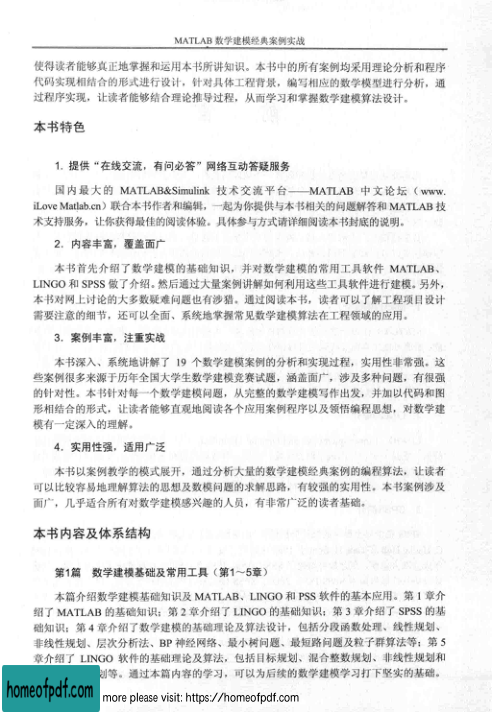 MATLAB 数学建模经典案例实战
使得读者能够真正地掌握和运用本书所讲知识。本书中的所有案例均采用理论分析和程序
代码实现相结合的形式进行设计，针对具体工程背景，编写相应的数学模型进行分析，通
过程序实现，让读者能够结合理论推导过程，从而学习和掌握数学建模算法设计。
本书特色
1．提供“在线交流，有问必答”网络互动答疑服务
国内最大的 MATLAB&Simulink 技术交流平台——MATLAB 中文论坛（www.
iLove Matlab.cn）联合本书作者和编辑，一起为你提供与本书相关的问题解答和 MATLAB 技
术支持服务，让你获得最佳的阅读体验。具体参与方式请详细阅读本书封底的说明。
2．内容丰富，覆盖面广
本书首先介绍了数学建模的基础知识，并对数学建模的常用工具软件 MATLAB、
LINGO 和 SPSS 做了介绍。然后通过大量案例讲解如何利用这些工具软件进行建模。另外，
本书对网上讨论的大多数疑难问题也有涉猎。通过阅读本书，读者可以了解工程项目设计
需要注意的细节，还可以全面、系统地掌握常见数学建模算法在工程领域的应用。
3．案例丰富，注重实战
本书深入、系统地讲解了 19 个数学建模案例的分析和实现过程，实用性非常强。这
些案例很多来源于历年全国大学生数学建模竞赛试题，涵盖面广，涉及多种问题，有很强
的针对性。本书针对每一个数学建模问题，从完整的数学建模写作出发，并加以代码和图
形相结合的形式，让读者能够直观地阅读各个应用案例程序以及领悟编程思想，对数学建
模有一定深入的理解。
4．实用性强，适用广泛
本书以案例教学的模式展开，通过分析大量的数学建模经典案例的编程算法，让读者
可以比较容易地理解算法的思想及数模问题的求解思路，有较强的实用性。本书案例涉及
面广，几乎适合所有对数学建模感兴趣的人员，有非常广泛的读者基础。
本书内容及体系结构
第1篇 数学建模基础及常用工具（第1～5章）
本篇介绍数学建模基础知识及 MATLAB、LINGO 和 PSS 软件的基本应用。第 1 章介
绍了 MATLAB 的基础知识；第 2 章介绍了 LINGO 的基础知识；第 3 章介绍了 SPSS 的基
础知识；第 4 章介绍了数学建模的基础理论及算法设计，包括分段函数处理、线性规划、
非线性规划、层次分析法、BP 神经网络、最小树问题、最短路问题及粒子群算法等；第 5
章介绍了 LINGO 软件的基础理论及算法，包括目标规划、混合整数规划、非线性规划和
划等。通过本篇内容的学习，可以为后续的数学建模学习打下坚实的基础。
homeofpdf.com
more please visit: https://homeofpdf.com